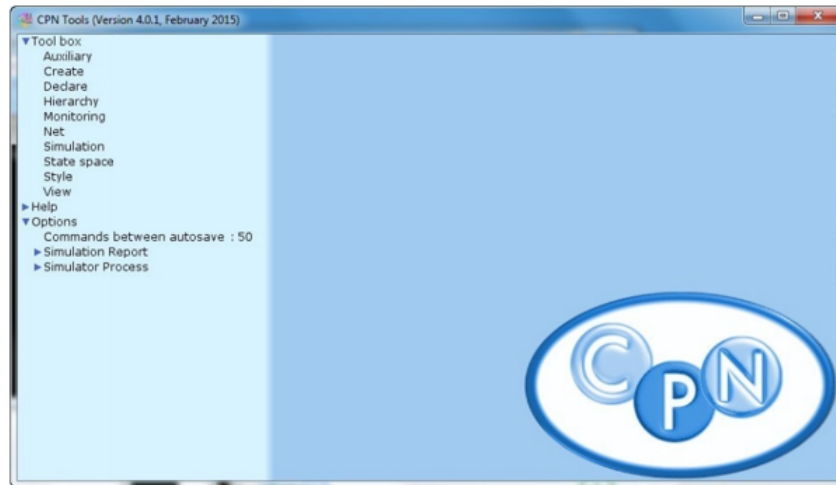 CPN Tools (Version 4.0.1, February 2015)
Tool box
Auxiliary
Create
Declare
Hierarchy
Monitoring
Net
Simulation
State space
Style
View
Help
Options
Commands between autosave : 50
Simulation Report
Simulator Process
CPN